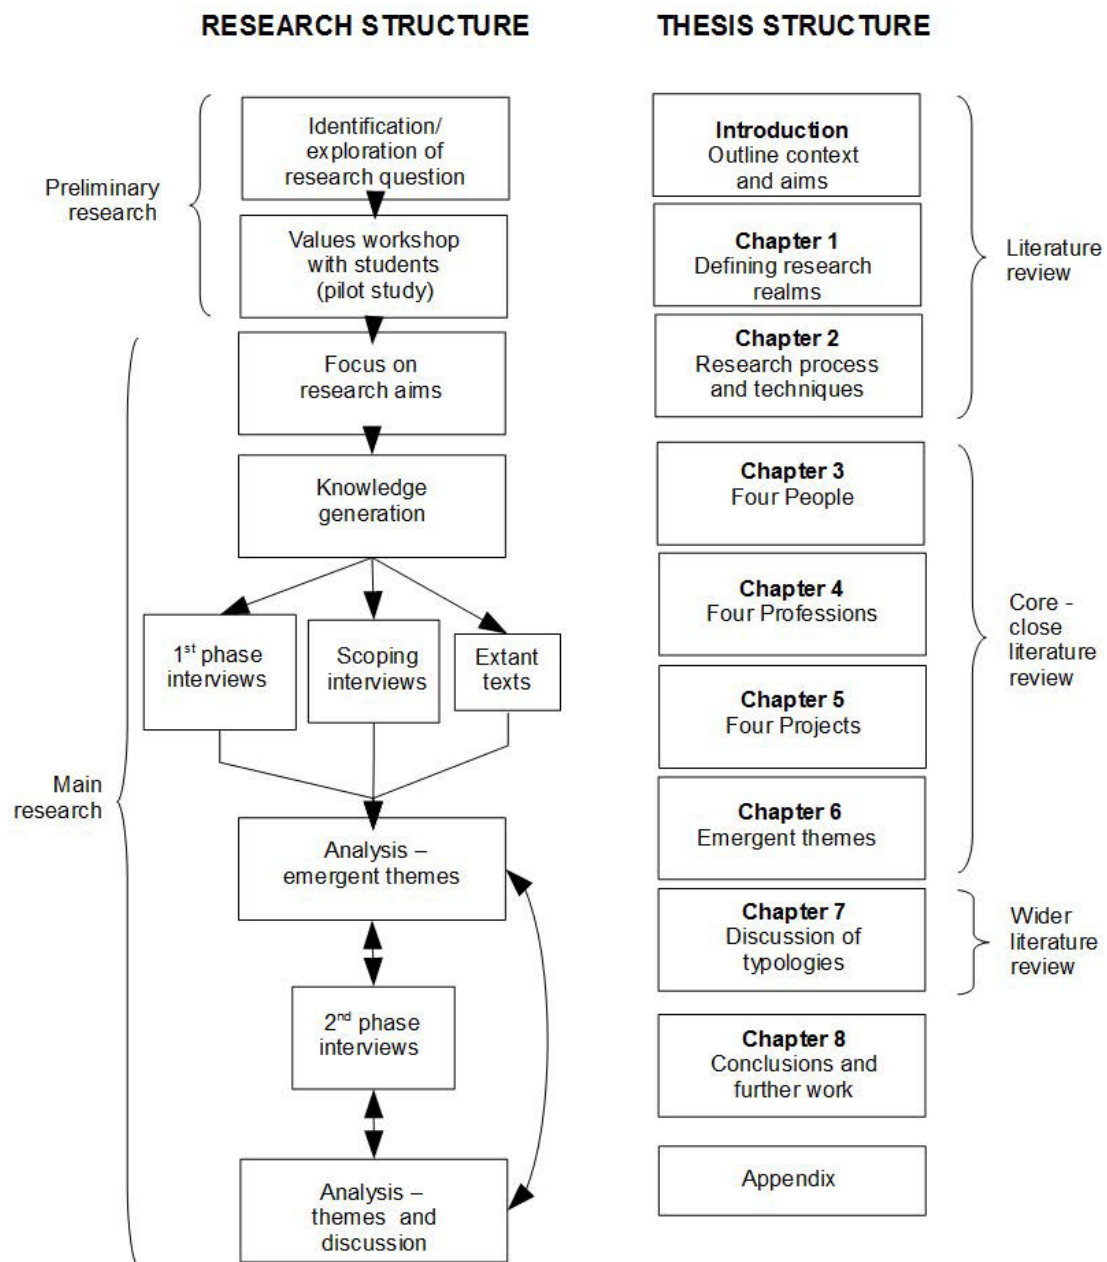 RESEARCH STRUCTURE
Preliminary
research
Identification/
exploration of
research question
Values workshop
with students
(pilot study)
Main
research
Focus on
research aims
Knowledge
generation
1st phase
interviews
Scoping
interviews
Extant
texts
Analysis –
emergent themes
2nd phase
interviews
Analysis –
themes and
discussion
THESIS STRUCTURE
Introduction
Outline context
and aims
Chapter 1
Defining research
realms
Chapter 2
Research process
and techniques
Literature
review
Chapter 3
Four People
Chapter 4
Four Professions
Chapter 5
Four Projects
Chapter 6
Emergent themes
Core -
close
literature
review
Chapter 7
Discussion of
typologies
Wider
literature
review
Chapter 8
Conclusions and
further work
Appendix